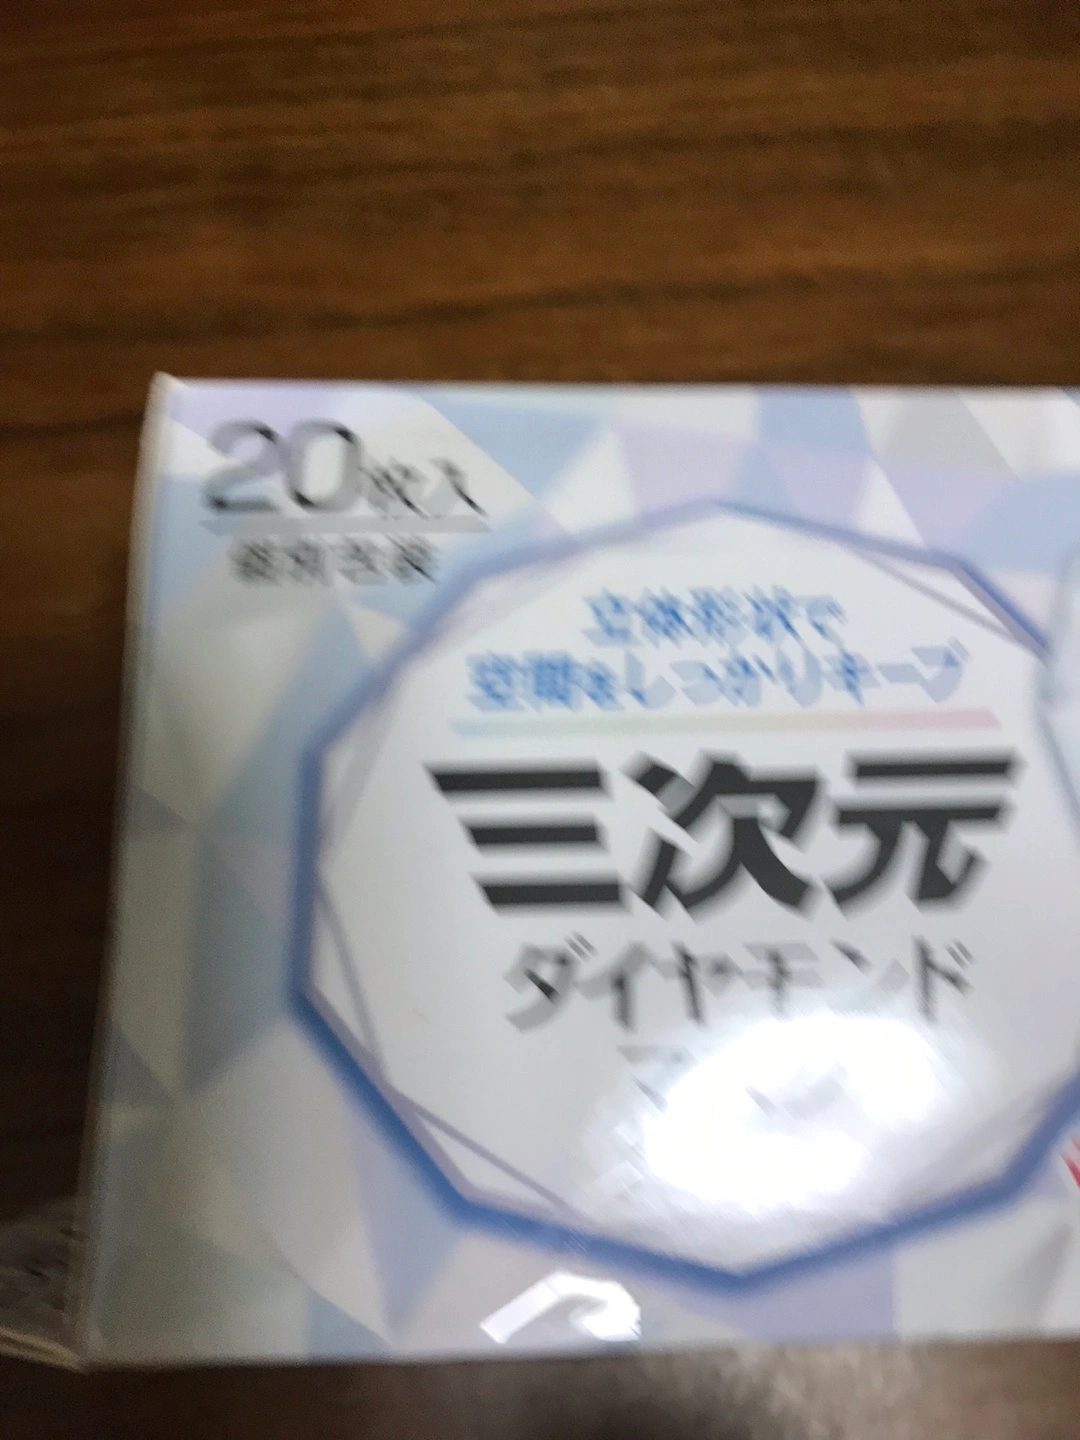 20枚入
個別包装
立体形状で
空間をしっかりキープ
三次元
ダイヤモンド